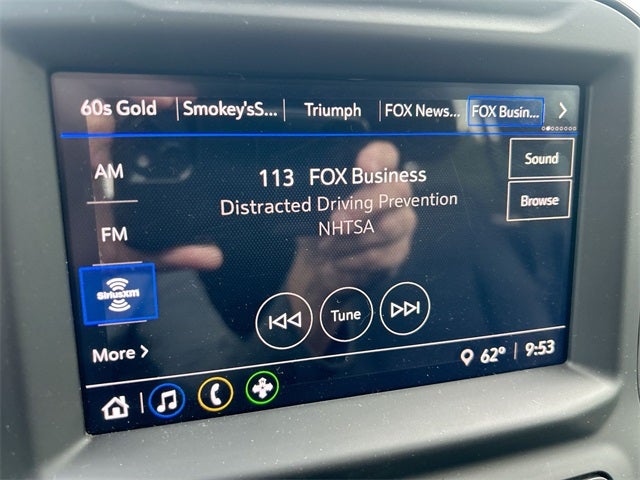 60s Gold Smokey'sS... Triumph FOX News... FOX Busin...
AM
Sound
113 FOX Business
Distracted Driving Prevention
Browse
FM
NHTSA
SiriusXM
Tune
More
62° 9:53